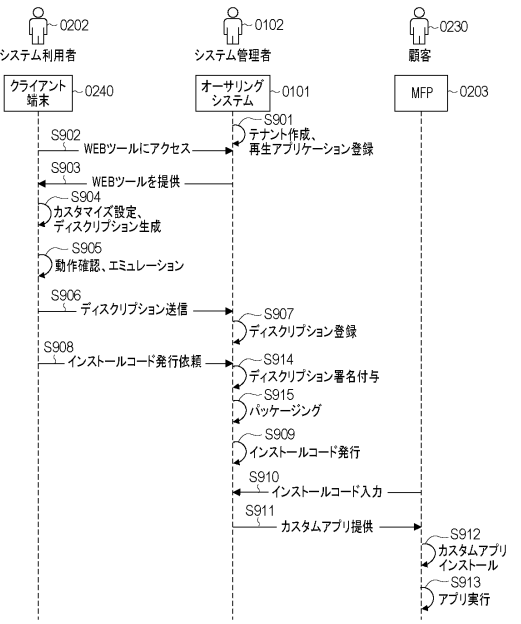 0202
0102
0230
システム利用者
システム管理者
顧客
クライアント
端末
0240
オーサリング
システム
0101
MFP
0203
S901
テナント作成、
再生アプリケーション登録
S902
WEBツールにアクセス
S903
WEBツールを提供
S904
カスタマイズ設定、
ディスクリプション生成
S905
動作確認、エミュレーション
S906
ディスクリプション送信
S907
ディスクリプション登録
S908
インストールコード発行依頼
S914
ディスクリプション署名付与
S915
パッケージング
S909
インストールコード発行
S910
インストールコード入力
S911
カスタムアプリ提供
S912
カスタムアプリ
インストール
S913
アプリ実行